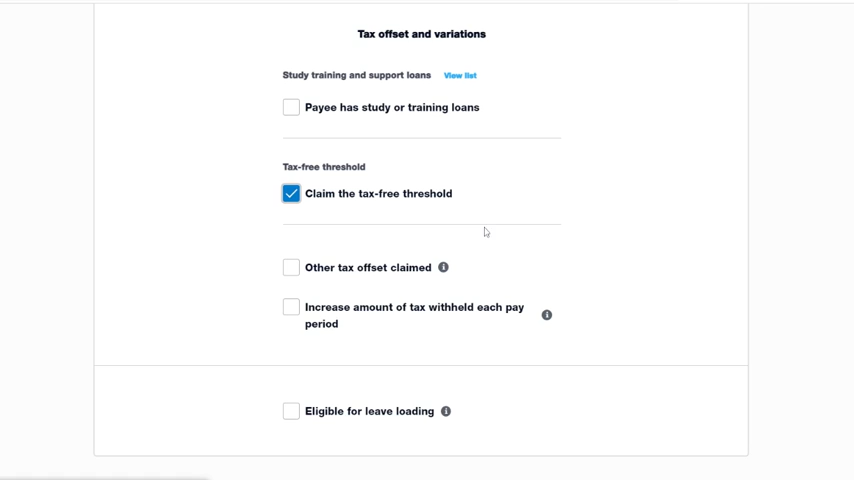 Tax offset and variations
Study training and support loans View list
Payee has study or training loans
Tax-free threshold
Claim the tax-free threshold
Other tax offset claimed
Increase amount of tax withheld each pay
period
Eligible for leave loading